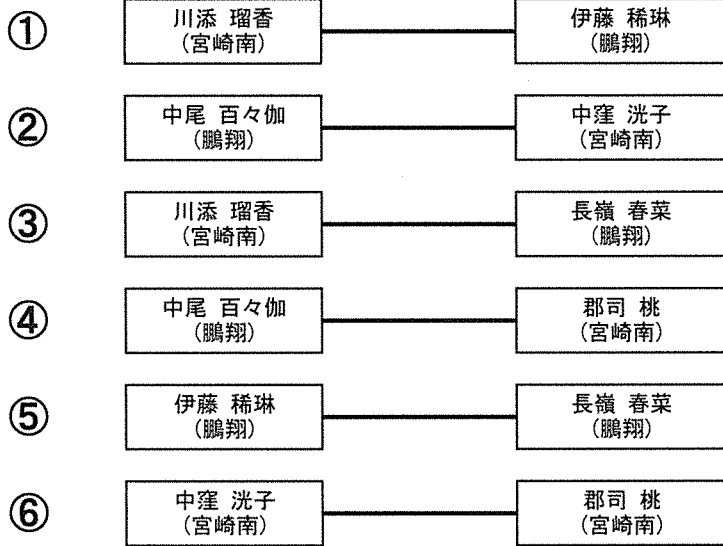 ①
川添 瑠香
(宮崎南)
伊藤 稀琳
(鵬翔)
②
中尾 百々伽
(鵬翔)
中窪 洸子
(宮崎南)
③
川添 瑠香
(宮崎南)
長嶺 春菜
(鵬翔)
④
中尾 百々伽
(鵬翔)
郡司 桃
(宮崎南)
⑤
伊藤 稀琳
(鵬翔)
長嶺 春菜
(鵬翔)
⑥
中窪 洸子
(宮崎南)
郡司 桃
(宮崎南)